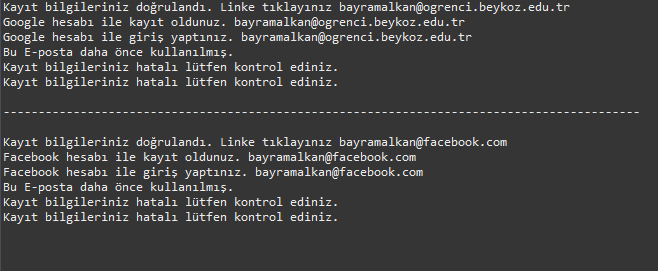 Kayıt bilgileriniz doğrulandı. Linke tıklayınız bayramalkan@ogrenci.beykoz.edu.tr
Google hesabı ile kayıt oldunuz. bayramalkan@ogrenci.beykoz.edu.tr
Google hesabı ile giriş yaptınız. bayramalkan@ogrenci.beykoz.edu.tr
Bu E-posta daha önce kullanılmış.
Kayıt bilgileriniz hatalı lütfen kontrol ediniz.
Kayıt bilgileriniz hatalı lütfen kontrol ediniz.
-------------------------------------------------------------------------------------------
Kayıt bilgileriniz doğrulandı. Linke tıklayınız bayramalkan@facebook.com
Facebook hesabı ile kayıt oldunuz. bayramalkan@facebook.com
Facebook hesabı ile giriş yaptınız. bayramalkan@facebook.com
Bu E-posta daha önce kullanılmış.
Kayıt bilgileriniz hatalı lütfen kontrol ediniz.
Kayıt bilgileriniz hatalı lütfen kontrol ediniz.